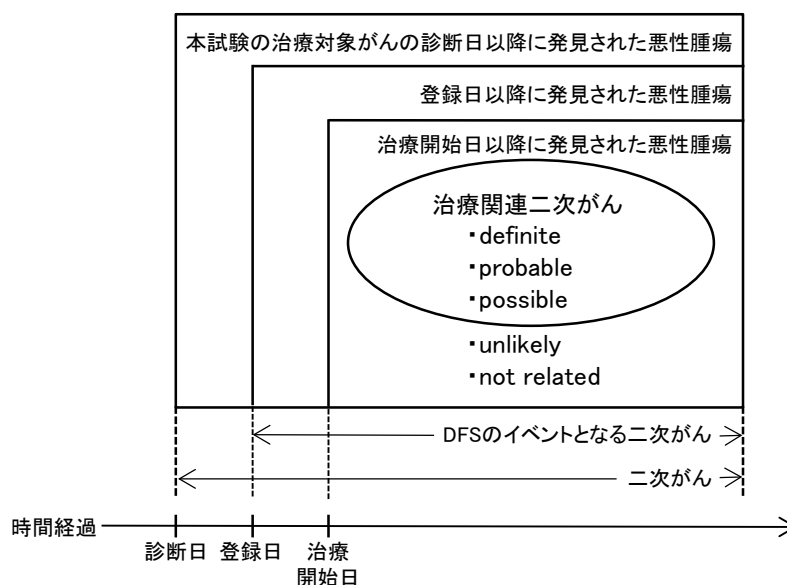 本試験の治療対象がんの診断日以降に発見された悪性腫瘍
登録日以降に発見された悪性腫瘍
治療開始日以降に発見された悪性腫瘍
治療関連二次がん
・definite
・probable
・possible
・unlikely
・not related
DFSのイベントとなる二次がん
二次がん
時間経過
診断日 登録日 治療
開始日